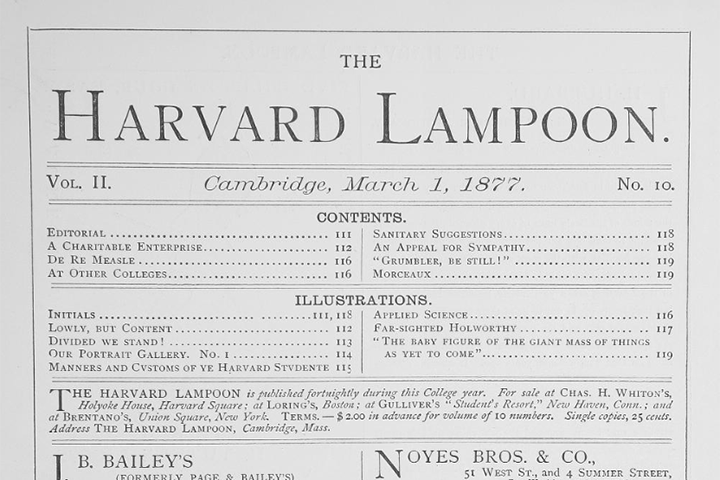 THE
HARVARD LAMPOON.
VOL. II. Cambridge, March 1, 1877. No. 10.
CONTENTS.
EDITORIAL 111
A CHARITABLE ENTERPRISE 112
DE RE MEASLE 116
AT OTHER COLLEGES 116
SANITARY SUGGESTIONS 118
AN APPEAL FOR SYMPATHY 118
"GRUMBLER, BE STILL!" 119
MORCEAUX 119
ILLUSTRATIONS.
INITIALS 111, 118
LOWLY, BUT CONTENT 112
DIVIDED WE STAND! 113
OUR PORTRAIT GALLERY. NO. 1 114
MANNERS AND CVSTOMS OF YE HARVARD STVDENTE 115
APPLIED SCIENCE 116
FAR-SIGHTED HOLWORTHY 117
"THE BABY FIGURE OF THE GIANT MASS OF THINGS
AS YET TO COME" 119
THE HARVARD LAMPOON is published fortnightly during this College year. For sale at CHAS. H. WHITON'S,
Holyoke House, Harvard Square; at LORING'S, Boston; at GULLIVER'S "Student's Resort," New Haven, Conn.; and
at BRENTANO'S, Union Square, New York. TERMS.—$2.00 in advance for volume of 10 numbers. Single copies, 25 cents.
Address THE HARVARD LAMPOON, Cambridge, Mass.
J. B. BAILEY'S
(FORMERLY PAGE & BAILEY'S)
NOYES BROS. & CO.,
51 WEST ST., and 4 SUMMER STREET,